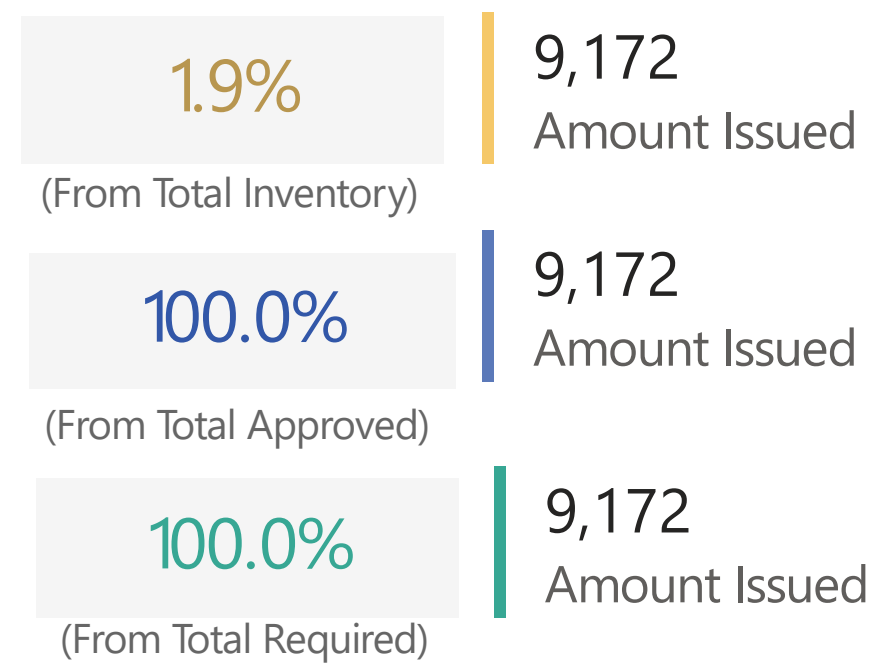 1.9%
9,172
Amount Issued
(From Total Inventory)
100.0%
9,172
Amount Issued
(From Total Approved)
100.0%
9,172
Amount Issued
(From Total Required)